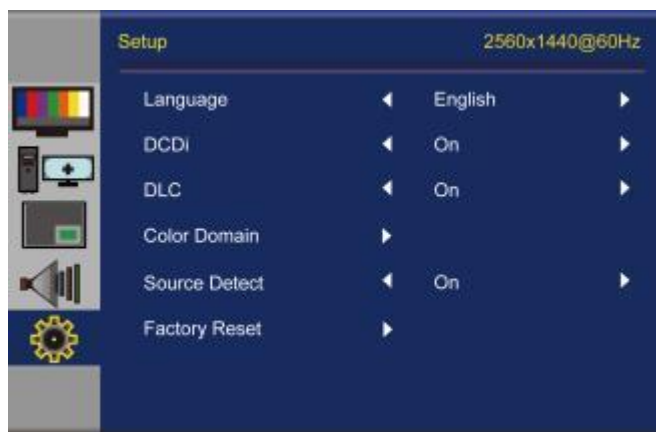 Setup 2560x1440@60Hz
Language English
DCDi On
DLC On
Color Domain
Source Detect On
Factory Reset